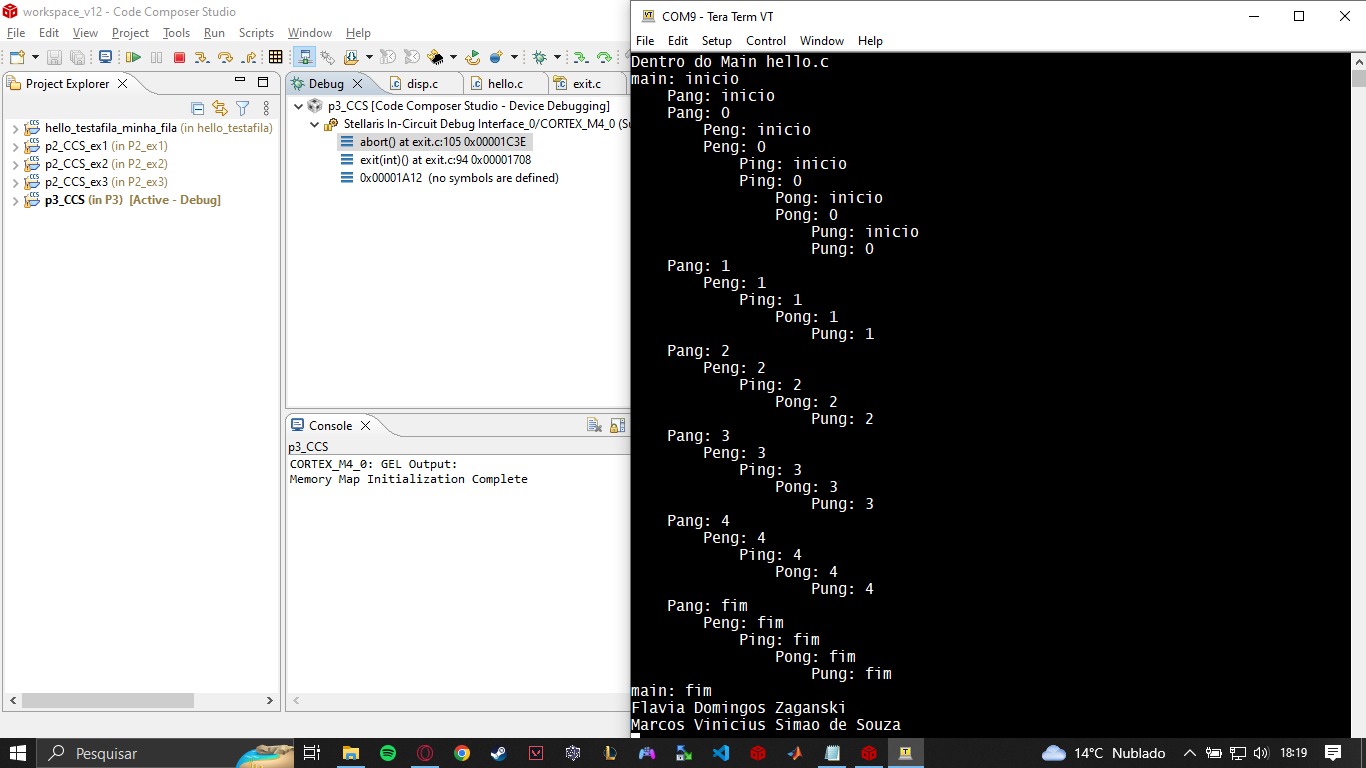 workspace_v12 - Code Composer Studio
File Edit View Project Tools Run Scripts Window Help
Project Explorer
hello_testafila_minha_fila (in hello_testafila)
p2_CCS_ex1 (in P2_ex1)
p2_CCS_ex2 (in P2_ex2)
p2_CCS_ex3 (in P2_ex3)
p3_CCS (in P3) [Active - Debug]
Debug disp.c hello.c exit.c
p3_CCS [Code Composer Studio - Device Debugging]
Stellaris In-Circuit Debug Interface_0/CORTEX_M4_0 (Su
abort() at exit.c:105 0x00001C3E
exit(int)() at exit.c:94 0x00001708
0x00001A12 (no symbols are defined)
Console
p3_CCS
CORTEX_M4_0: GEL Output:
Memory Map Initialization Complete
COM9 - Tera Term VT
File Edit Setup Control Window Help
Dentro do Main hello.c
main: inicio
Pang: inicio
Pang: 0
Peng: inicio
Peng: 0
Ping: inicio
Ping: 0
Pong: inicio
Pong: 0
Pung: inicio
Pung: 0
Pang: 1
Peng: 1
Ping: 1
Pong: 1
Pung: 1
Pang: 2
Peng: 2
Ping: 2
Pong: 2
Pung: 2
Pang: 3
Peng: 3
Ping: 3
Pong: 3
Pung: 3
Pang: 4
Peng: 4
Ping: 4
Pong: 4
Pung: 4
Pang: fim
Peng: fim
Ping: fim
Pong: fim
Pung: fim
main: fim
Flavia Domingos Zaganski
Marcos Vinicius Simao de Souza
Pesquisar
14°C Nublado
18:19